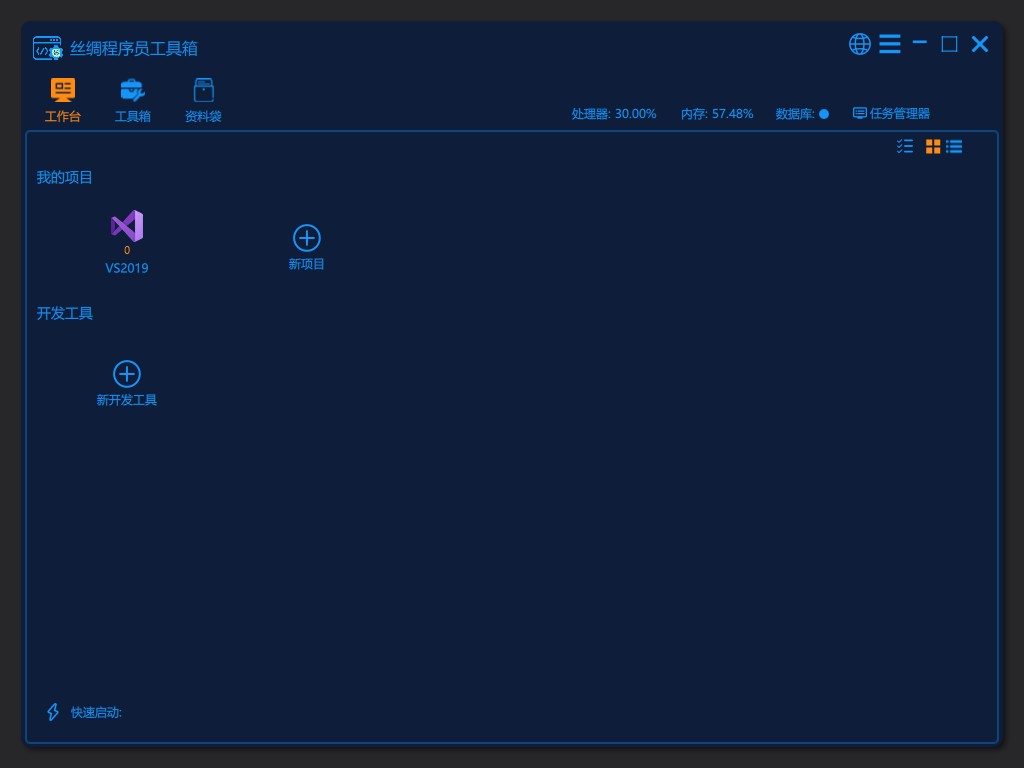 丝绸程序员工具箱
工作台 工具箱 资料袋
处理器: 30.00% 内存: 57.48% 数据库: 任务管理器
我的项目
0
VS2019
新项目
开发工具
新开发工具
快速启动: